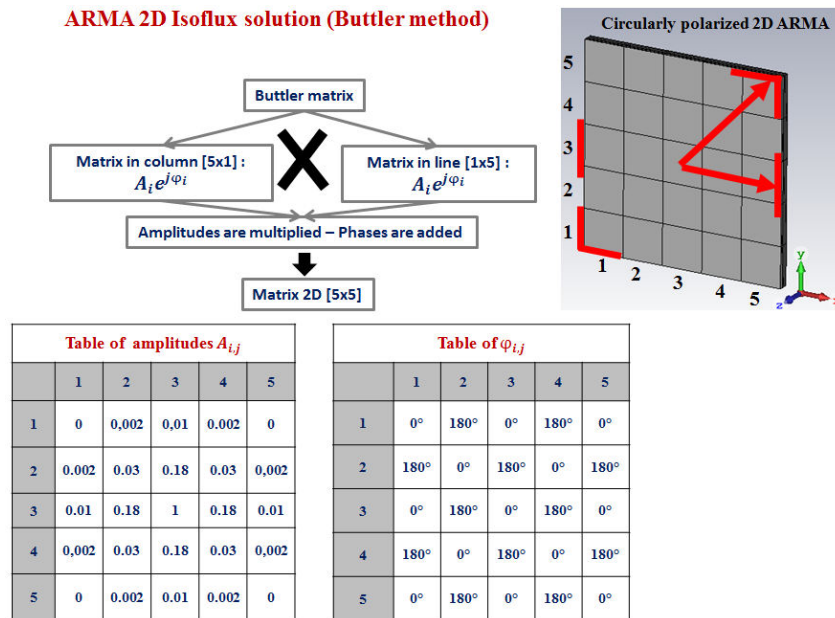 ARMA 2D Isoflux solution (Buttler method)
Buttler matrix
Matrix in column [5x1] :
A_i e^{jφ_i}
Matrix in line [1x5] :
A_i e^{jφ_i}
Amplitudes are multiplied – Phases are added
Matrix 2D [5x5]
Circularly polarized 2D ARMA
5
4
3
2
1
1 2 3 4 5
y
z
x
Table of amplitudes A_{i,j}
1 2 3 4 5
1 0 0,002 0,01 0.002 0
2 0.002 0.03 0.18 0.03 0,002
3 0.01 0.18 1 0.18 0.01
4 0,002 0.03 0.18 0.03 0,002
5 0 0.002 0.01 0.002 0
Table of φ_{i,j}
1 2 3 4 5
1 0° 180° 0° 180° 0°
2 180° 0° 180° 0° 180°
3 0° 180° 0° 180° 0°
4 180° 0° 180° 0° 180°
5 0° 180° 0° 180° 0°